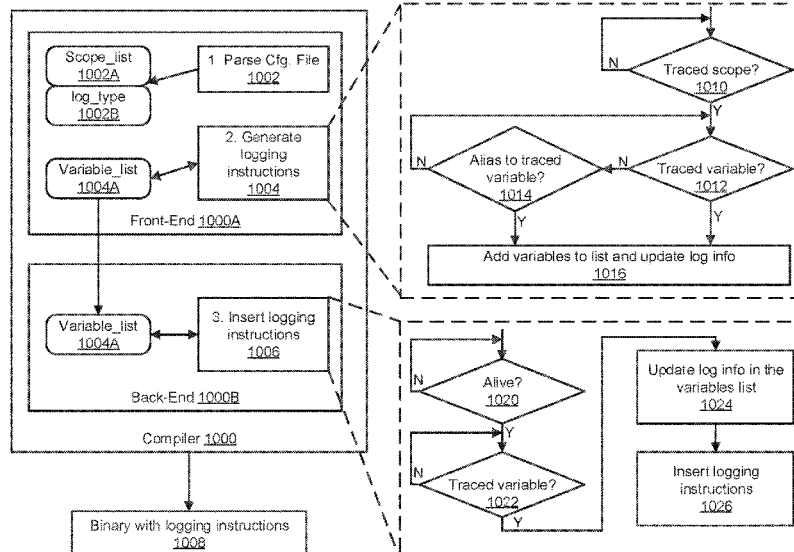 Scope_list
1002A
log_type
1002B
1 Parse Cfg. File
1002
Variable_list
1004A
2. Generate
logging
instructions
1004
Front-End 1000A
Variable_list
1004A
3. Insert logging
instructions
1006
Back-End 1000B
Compiler 1000
Binary with logging instructions
1008
Traced scope?
1010
N
Y
Traced variable?
1012
N
Y
Alias to traced
variable?
1014
N
Y
Add variables to list and update log info
1016
Alive?
1020
N
Y
Traced variable?
1022
N
Y
Update log info in the
variables list
1024
Insert logging
instructions
1026